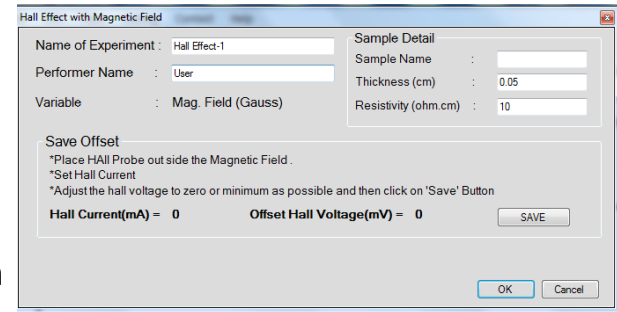 Hall Effect with Magnetic Field
Name of Experiment : Hall Effect-1
Performer Name : User
Variable : Mag. Field (Gauss)
Sample Detail
Sample Name :
Thickness (cm) : 0.05
Resistivity (ohm.cm) : 10
Save Offset
*Place HAll Probe out side the Magnetic Field .
*Set Hall Current
*Adjust the hall voltage to zero or minimum as possible and then click on 'Save' Button
Hall Current(mA) = 0 Offset Hall Voltage(mV) = 0 SAVE
OK Cancel